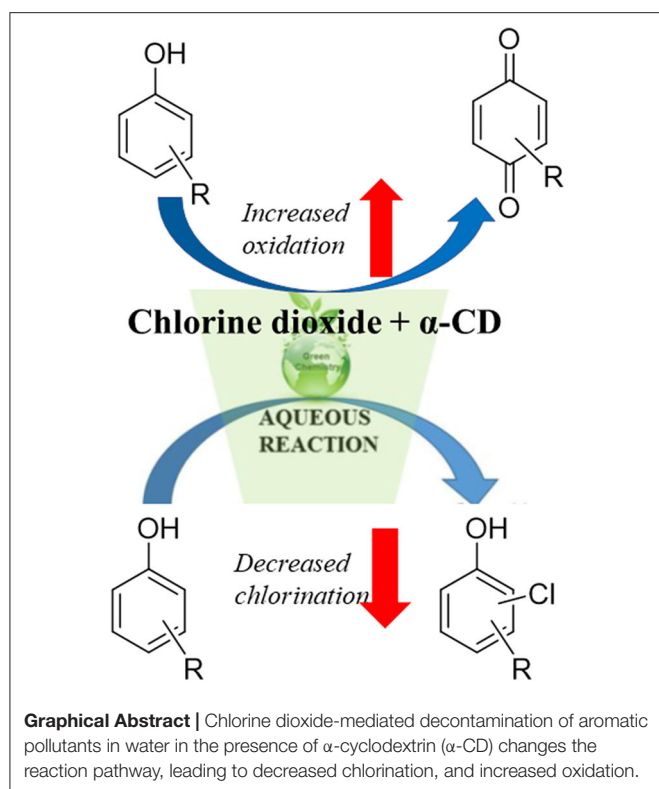 OH
R
O
R
O
Increased
oxidation
Chlorine dioxide + α-CD
Green
Chemistry
AQUEOUS
REACTION
OH
R
Decreased
chlorination
OH
Cl
R
Graphical Abstract | Chlorine dioxide-mediated decontamination of aromatic
pollutants in water in the presence of α-cyclodextrin (α-CD) changes the
reaction pathway, leading to decreased chlorination, and increased oxidation.